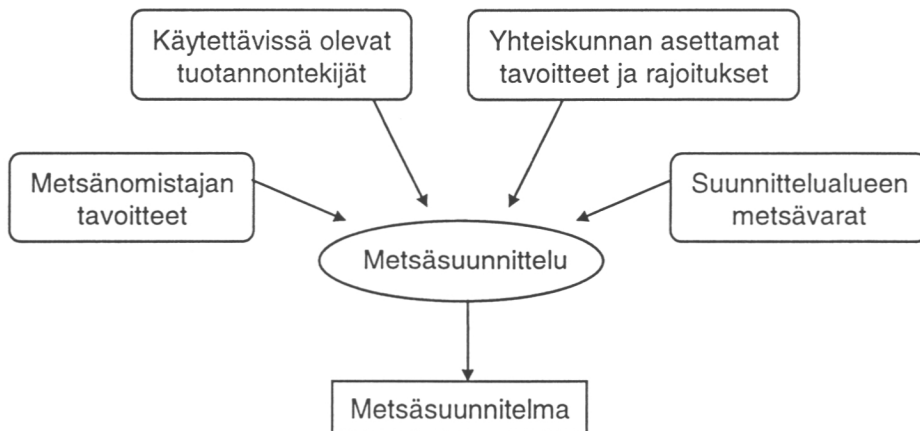 Käytettävissä olevat
tuotannontekijät
Yhteiskunnan asettamat
tavoitteet ja rajoitukset
Metsänomistajan
tavoitteet
Suunnittelualueen
metsävarat
Metsäsuunnittelu
Metsäsuunnitelma